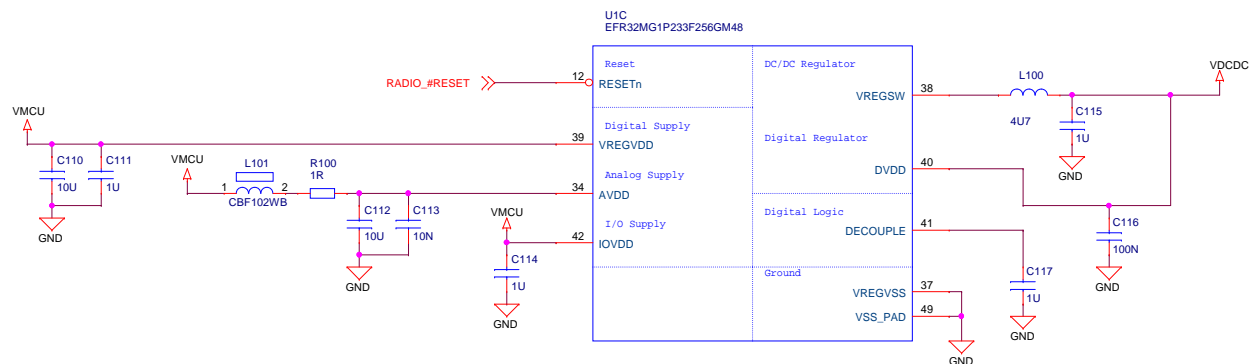 U1C
EFR32MG1P233F256GM48
Reset
DC/DC Regulator
RADIO_#RESET
12
RESETn
VREGSW
38
L100
4U7
VDCDC
C115
1U
GND
VMCU
Digital Supply
39
VREGVDD
Digital Regulator
C110
10U
C111
1U
GND
VMCU
L101
1
2
CBF102WB
R100
1R
Analog Supply
34
AVDD
40
DVDD
C112
10U
C113
10N
GND
VMCU
I/O Supply
42
IOVDD
Digital Logic
41
DECOUPLE
C116
100N
GND
C114
1U
GND
Ground
C117
1U
GND
VREGVSS
37
VSS_PAD
49
GND